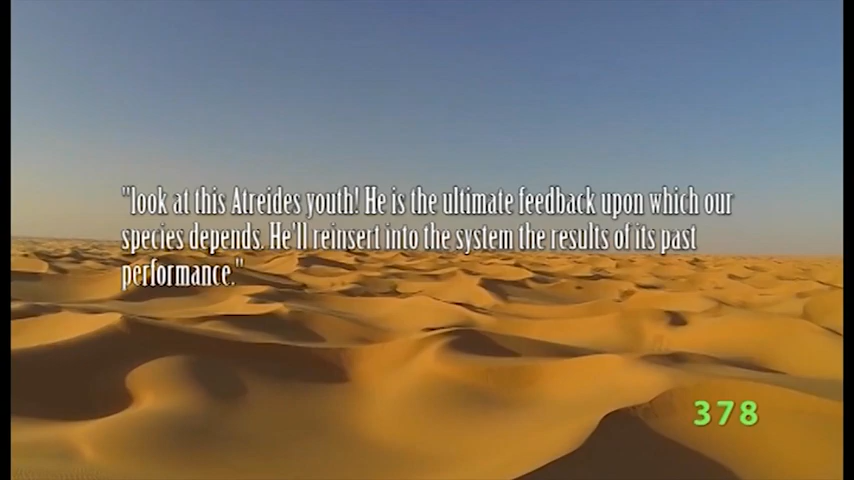 "look at this Atreides youth! He is the ultimate feedback upon which our
species depends. He'll reinsert into the system the results of its past
performance."
378